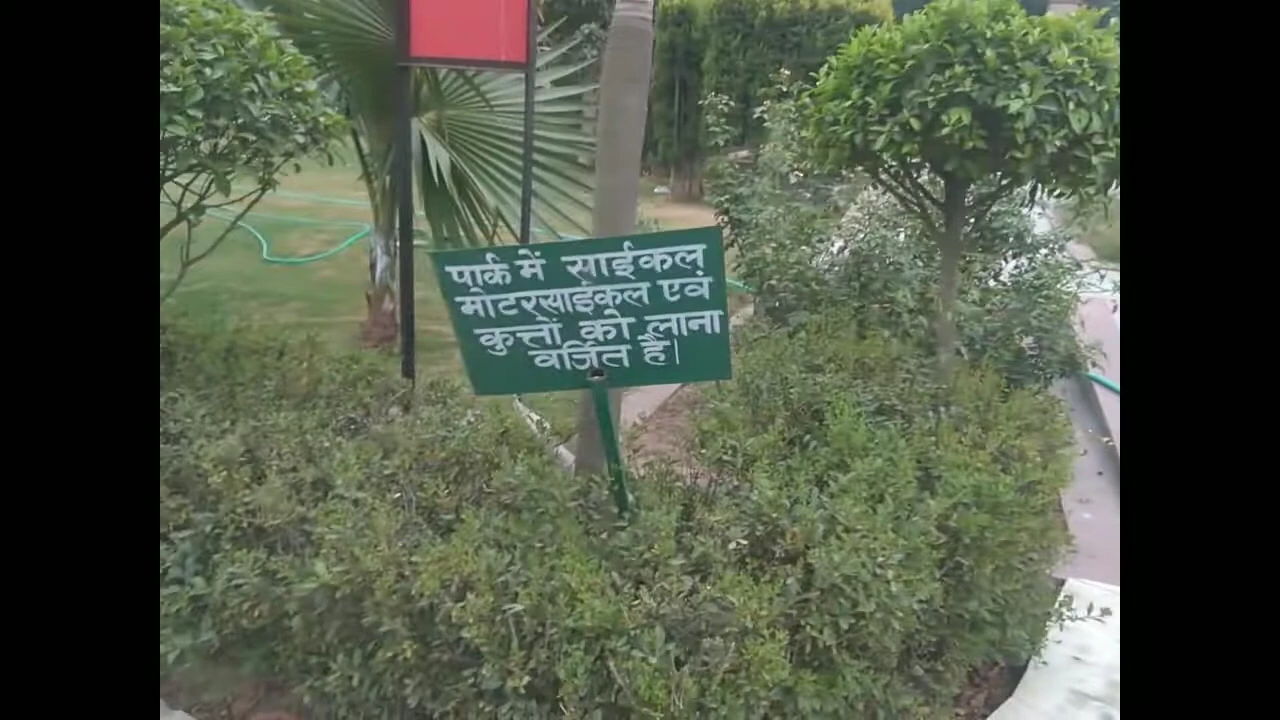 पार्क में साईकल
मोटरसाईकल एवं
कुत्तों को लाना
वर्जित है।